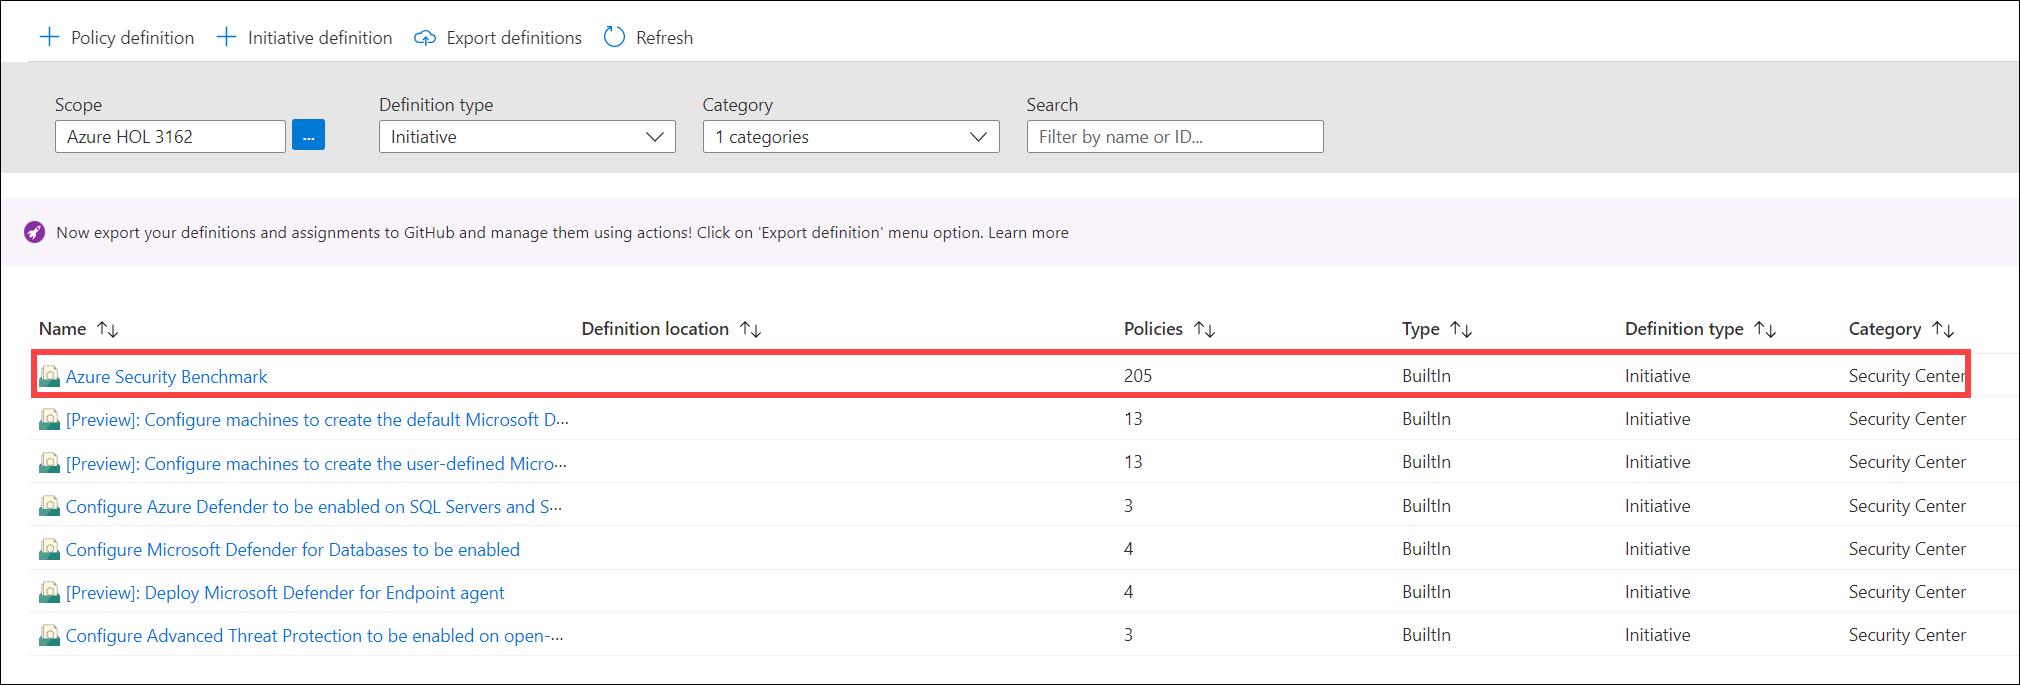 Policy definition Initiative definition Export definitions Refresh
Scope Definition type Category Search
Azure HOL 3162 ... Initiative 1 categories Filter by name or ID...
Now export your definitions and assignments to GitHub and manage them using actions! Click on 'Export definition' menu option. Learn more
Name Definition location Policies Type Definition type Category
Azure Security Benchmark 205 BuiltIn Initiative Security Center
[Preview]: Configure machines to create the default Microsoft D... 13 BuiltIn Initiative Security Center
[Preview]: Configure machines to create the user-defined Micro... 13 BuiltIn Initiative Security Center
Configure Azure Defender to be enabled on SQL Servers and S... 3 BuiltIn Initiative Security Center
Configure Microsoft Defender for Databases to be enabled 4 BuiltIn Initiative Security Center
[Preview]: Deploy Microsoft Defender for Endpoint agent 4 BuiltIn Initiative Security Center
Configure Advanced Threat Protection to be enabled on open-... 3 BuiltIn Initiative Security Center